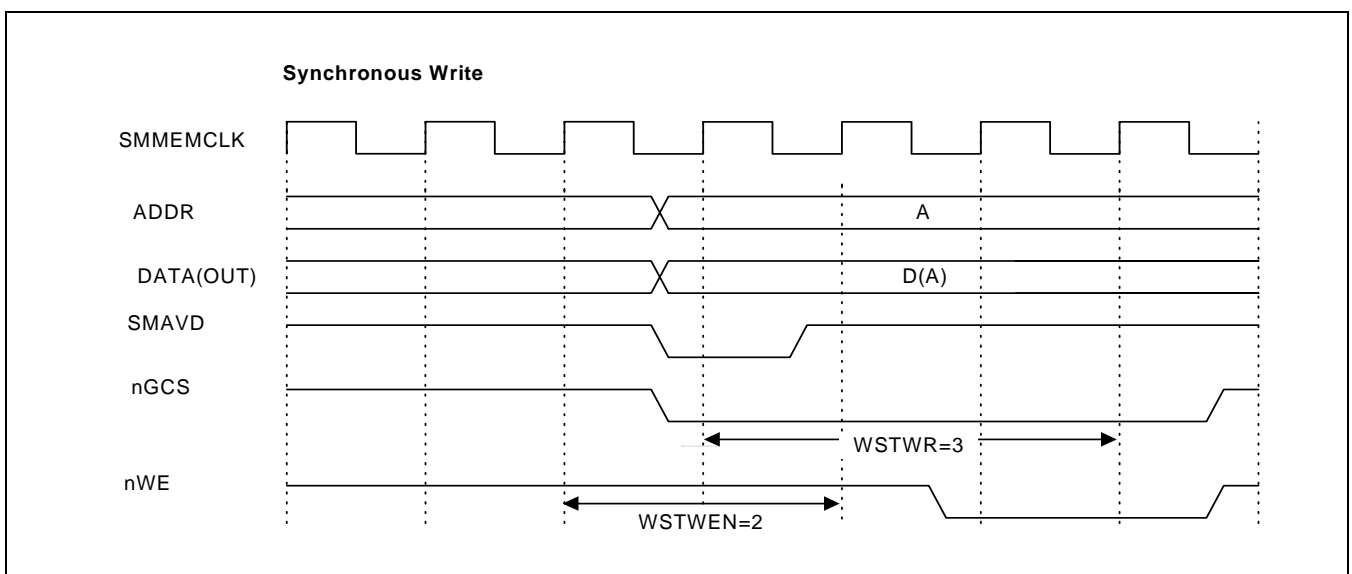 Synchronous Write
SMMEMCLK
ADDR
A
DATA(OUT)
D(A)
SMAVD
nGCS
WSTWR=3
nWE
WSTWEN=2